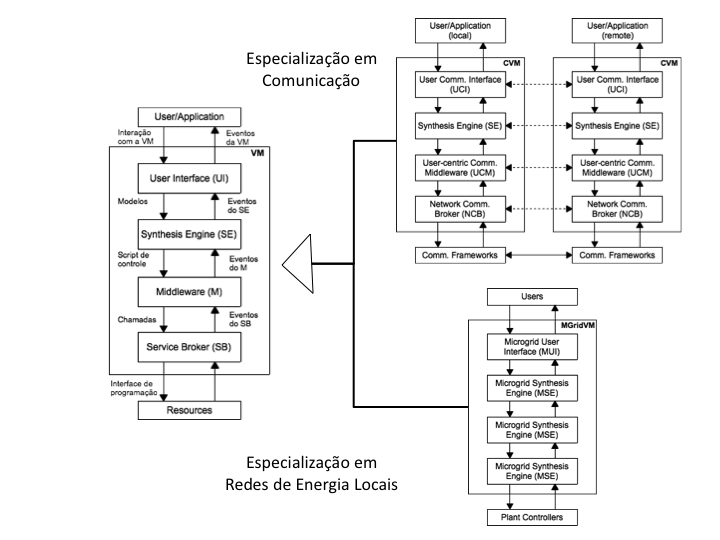 Especialização em
Comunicação
User/Application
Interação
com a VM
Eventos
da VM
VM
User Interface (UI)
Modelos
Eventos
do SE
Synthesis Engine (SE)
Script de
controle
Eventos
do M
Middleware (M)
Chamadas
Eventos
do SB
Service Broker (SB)
Interface de
programação
Resources
User/Application
(local)
CVM
User Comm. Interface
(UCI)
Synthesis Engine (SE)
User-centric Comm.
Middleware (UCM)
Network Comm.
Broker (NCB)
Comm. Frameworks
User/Application
(remote)
CVM
User Comm. Interface
(UCI)
Synthesis Engine (SE)
User-centric Comm.
Middleware (UCM)
Network Comm.
Broker (NCB)
Comm. Frameworks
Users
MGridVM
Microgrid User
Interface (MUI)
Microgrid Synthesis
Engine (MSE)
Microgrid Synthesis
Engine (MSE)
Microgrid Synthesis
Engine (MSE)
Plant Controllers
Especialização em
Redes de Energia Locais